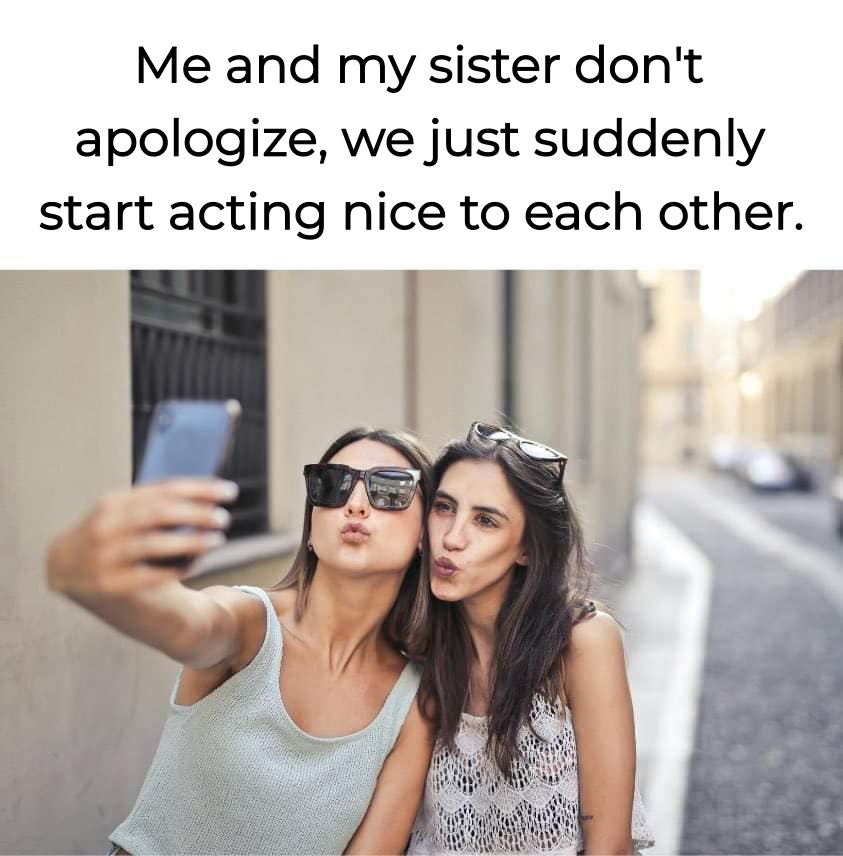 Me and my sister don't
apologize, we just suddenly
start acting nice to each other.